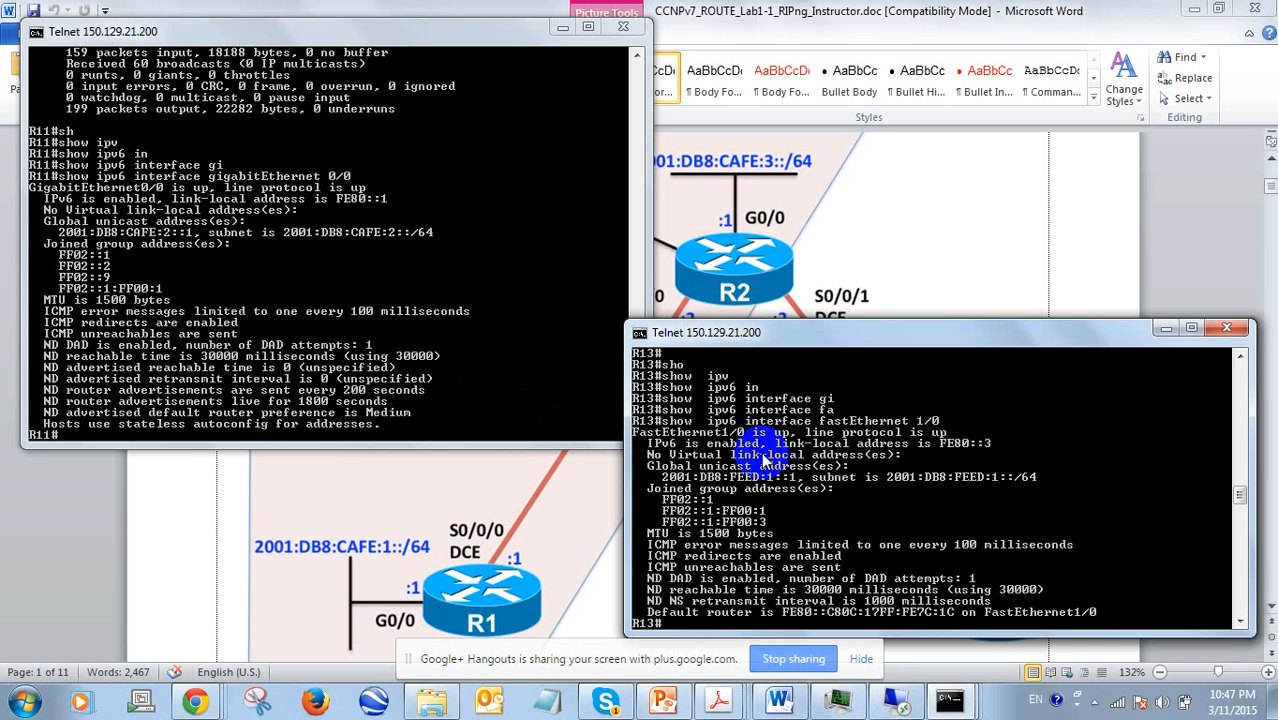 Picture Tools
CCNPv7_ROUTE_Lab1-1_RIPng_Instructor.doc [Compatibility Mode] - Microsoft Word
Telnet 150.129.21.200
159 packets input, 18188 bytes, 0 no buffer
Received 60 broadcasts (0 IP multicasts)
0 runts, 0 giants, 0 throttles
0 input errors, 0 CRC, 0 frame, 0 overrun, 0 ignored
0 watchdog, 0 multicast, 0 pause input
199 packets output, 22282 bytes, 0 underruns
R11#sh
R11#show ipv
R11#show ipv6 in
R11#show ipv6 interface gi
R11#show ipv6 interface gigabitEthernet 0/0
GigabitEthernet0/0 is up, line protocol is up
IPv6 is enabled, link-local address is FE80::1
No Virtual link-local address(es):
Global unicast address(es):
2001:DB8:CAFE:2::1, subnet is 2001:DB8:CAFE:2::/64
Joined group address(es):
FF02::1
FF02::2
FF02::9
FF02::1:FF00:1
MTU is 1500 bytes
ICMP error messages limited to one every 100 milliseconds
ICMP redirects are enabled
ICMP unreachables are sent
ND DAD is enabled, number of DAD attempts: 1
ND reachable time is 30000 milliseconds (using 30000)
ND advertised reachable time is 0 (unspecified)
ND advertised retransmit interval is 0 (unspecified)
ND router advertisements are sent every 200 seconds
ND router advertisements live for 1800 seconds
ND advertised default router preference is Medium
Hosts use stateless autoconfig for addresses.
R11#
AaBbCcDc AaBbCcDc AaBbCcDc AaBbCcDc AaBbCcDc
Body Fo... Body Hi... Bullet Body Bullet In... Comman...
Change
Styles
Styles
Find
Replace
Select
Editing
001:DB8:CAFE:3::/64
:1
G0/0
R2
S0/0/1
DCE
Telnet 150.129.21.200
R13#
R13#sho
R13#show ipv
R13#show ipv6 in
R13#show ipv6 interface gi
R13#show ipv6 interface fa
R13#show ipv6 interface fastEthernet 1/0
FastEthernet1/0 is up, line protocol is up
IPv6 is enabled, link-local address is FE80::3
No Virtual link-local address(es):
Global unicast address(es):
2001:DB8:FEED:1::1, subnet is 2001:DB8:FEED:1::/64
Joined group address(es):
FF02::1
FF02::1:FF00:1
FF02::1:FF00:3
MTU is 1500 bytes
ICMP error messages limited to one every 100 milliseconds
ICMP redirects are enabled
ICMP unreachables are sent
ND DAD is enabled, number of DAD attempts: 1
ND reachable time is 30000 milliseconds (using 30000)
ND NS retransmit interval is 1000 milliseconds
Default router is FE80::C80C:17FF:FE7C:1C on FastEthernet1/0
R13#
2001:DB8:CAFE:1::/64
S0/0/0
DCE
:1
:1
G0/0
R1
Google+ Hangouts is sharing your screen with plus.google.com.
Stop sharing
Hide
Page: 1 of 11
Words: 2,467
English (U.S.)
132%
EN
10:47 PM
3/11/2015